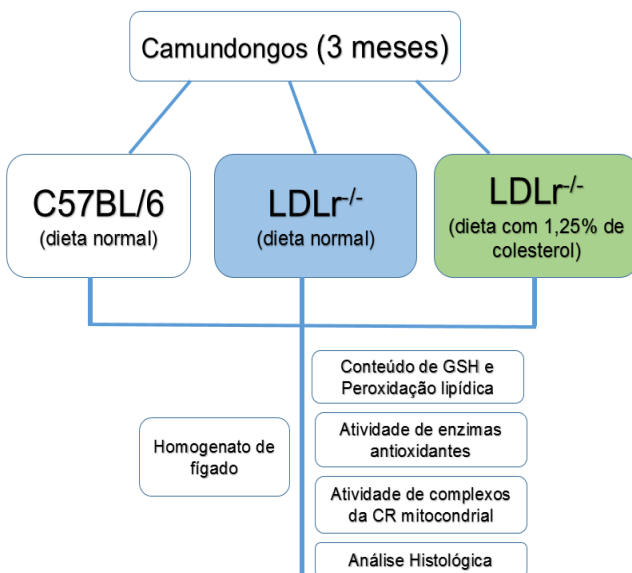 Camundongos (3 meses)
C57BL/6
(dieta normal)
LDLr-/-
(dieta normal)
LDLr-/-
(dieta com 1,25% de
colesterol)
Homogenato de
fígado
Conteúdo de GSH e
Peroxidação lipídica
Atividade de enzimas
antioxidantes
Atividade de complexos
da CR mitocondrial
Análise Histológica